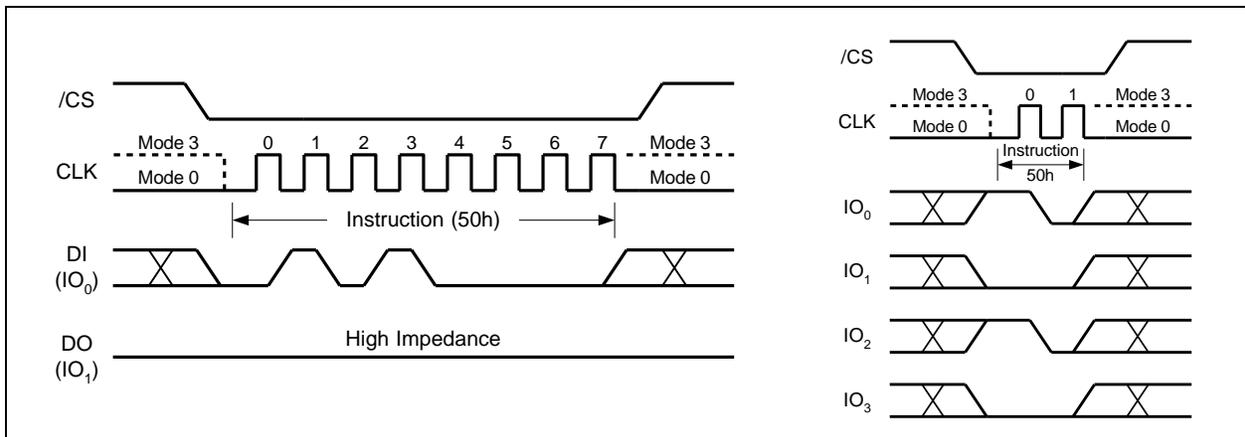 /CS
Mode 3 0 1 2 3 4 5 6 7 Mode 3
CLK
Mode 0 Mode 0
Instruction (50h)
DI
(IO0)
High Impedance
DO
(IO1)
/CS
Mode 3 0 1 Mode 3
CLK
Mode 0 Mode 0
Instruction
50h
IO0
IO1
IO2
IO3